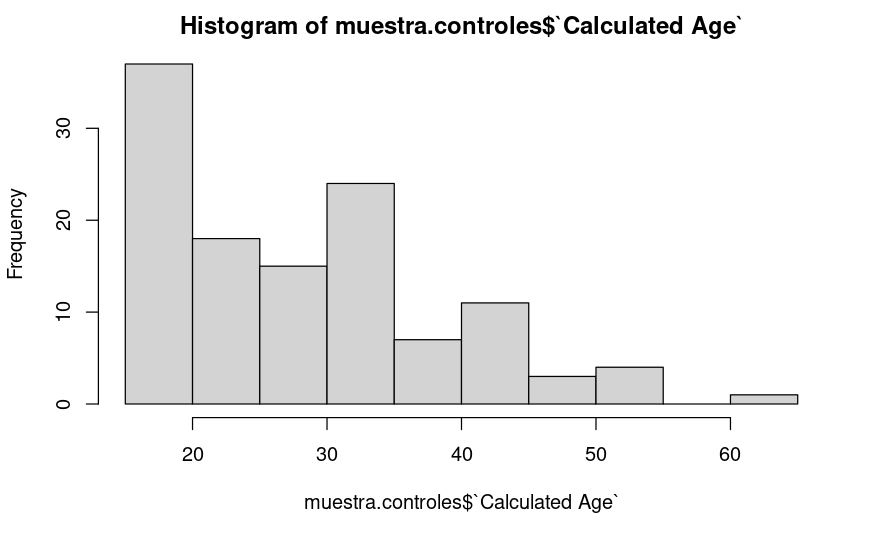 Histogram of muestra.controles$`Calculated Age`
Frequency
30
20
10
0
20 30 40 50 60
muestra.controles$`Calculated Age`